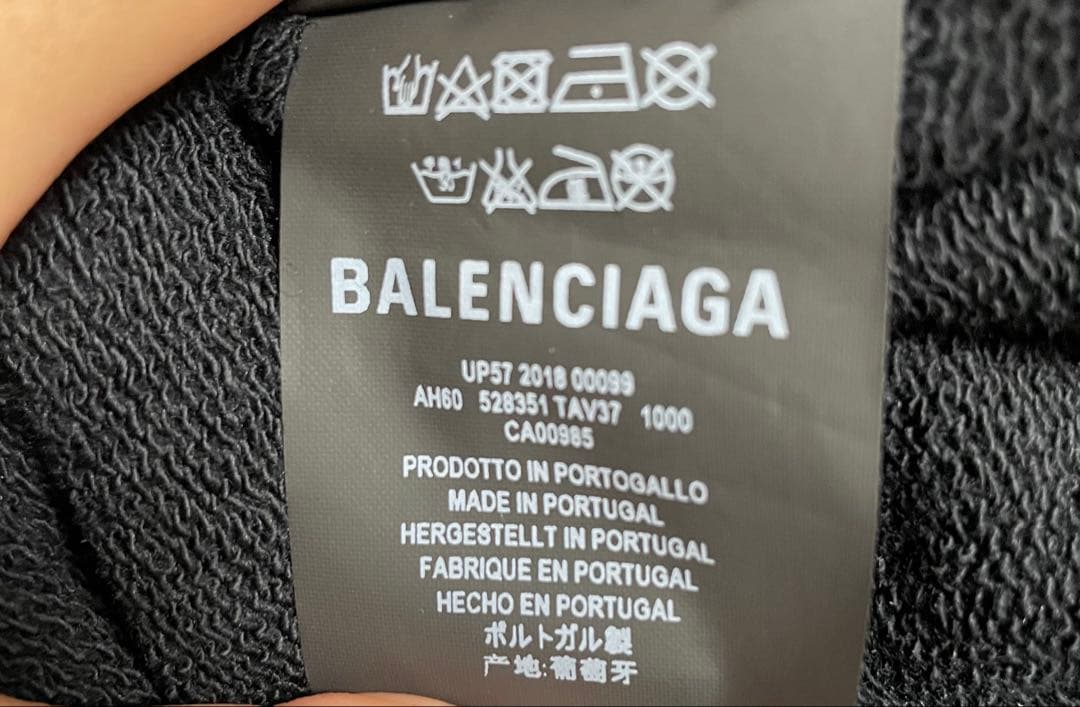 BALENCIAGA
UP57 2018 00099
AH60 528351 TAV37 1000
CA00985
PRODOTTO IN PORTOGALLO
MADE IN PORTUGAL
HERGESTELLT IN PORTUGAL
FABRIQUE EN PORTUGAL
HECHO EN PORTUGAL
ポルトガル製
产地:葡萄牙